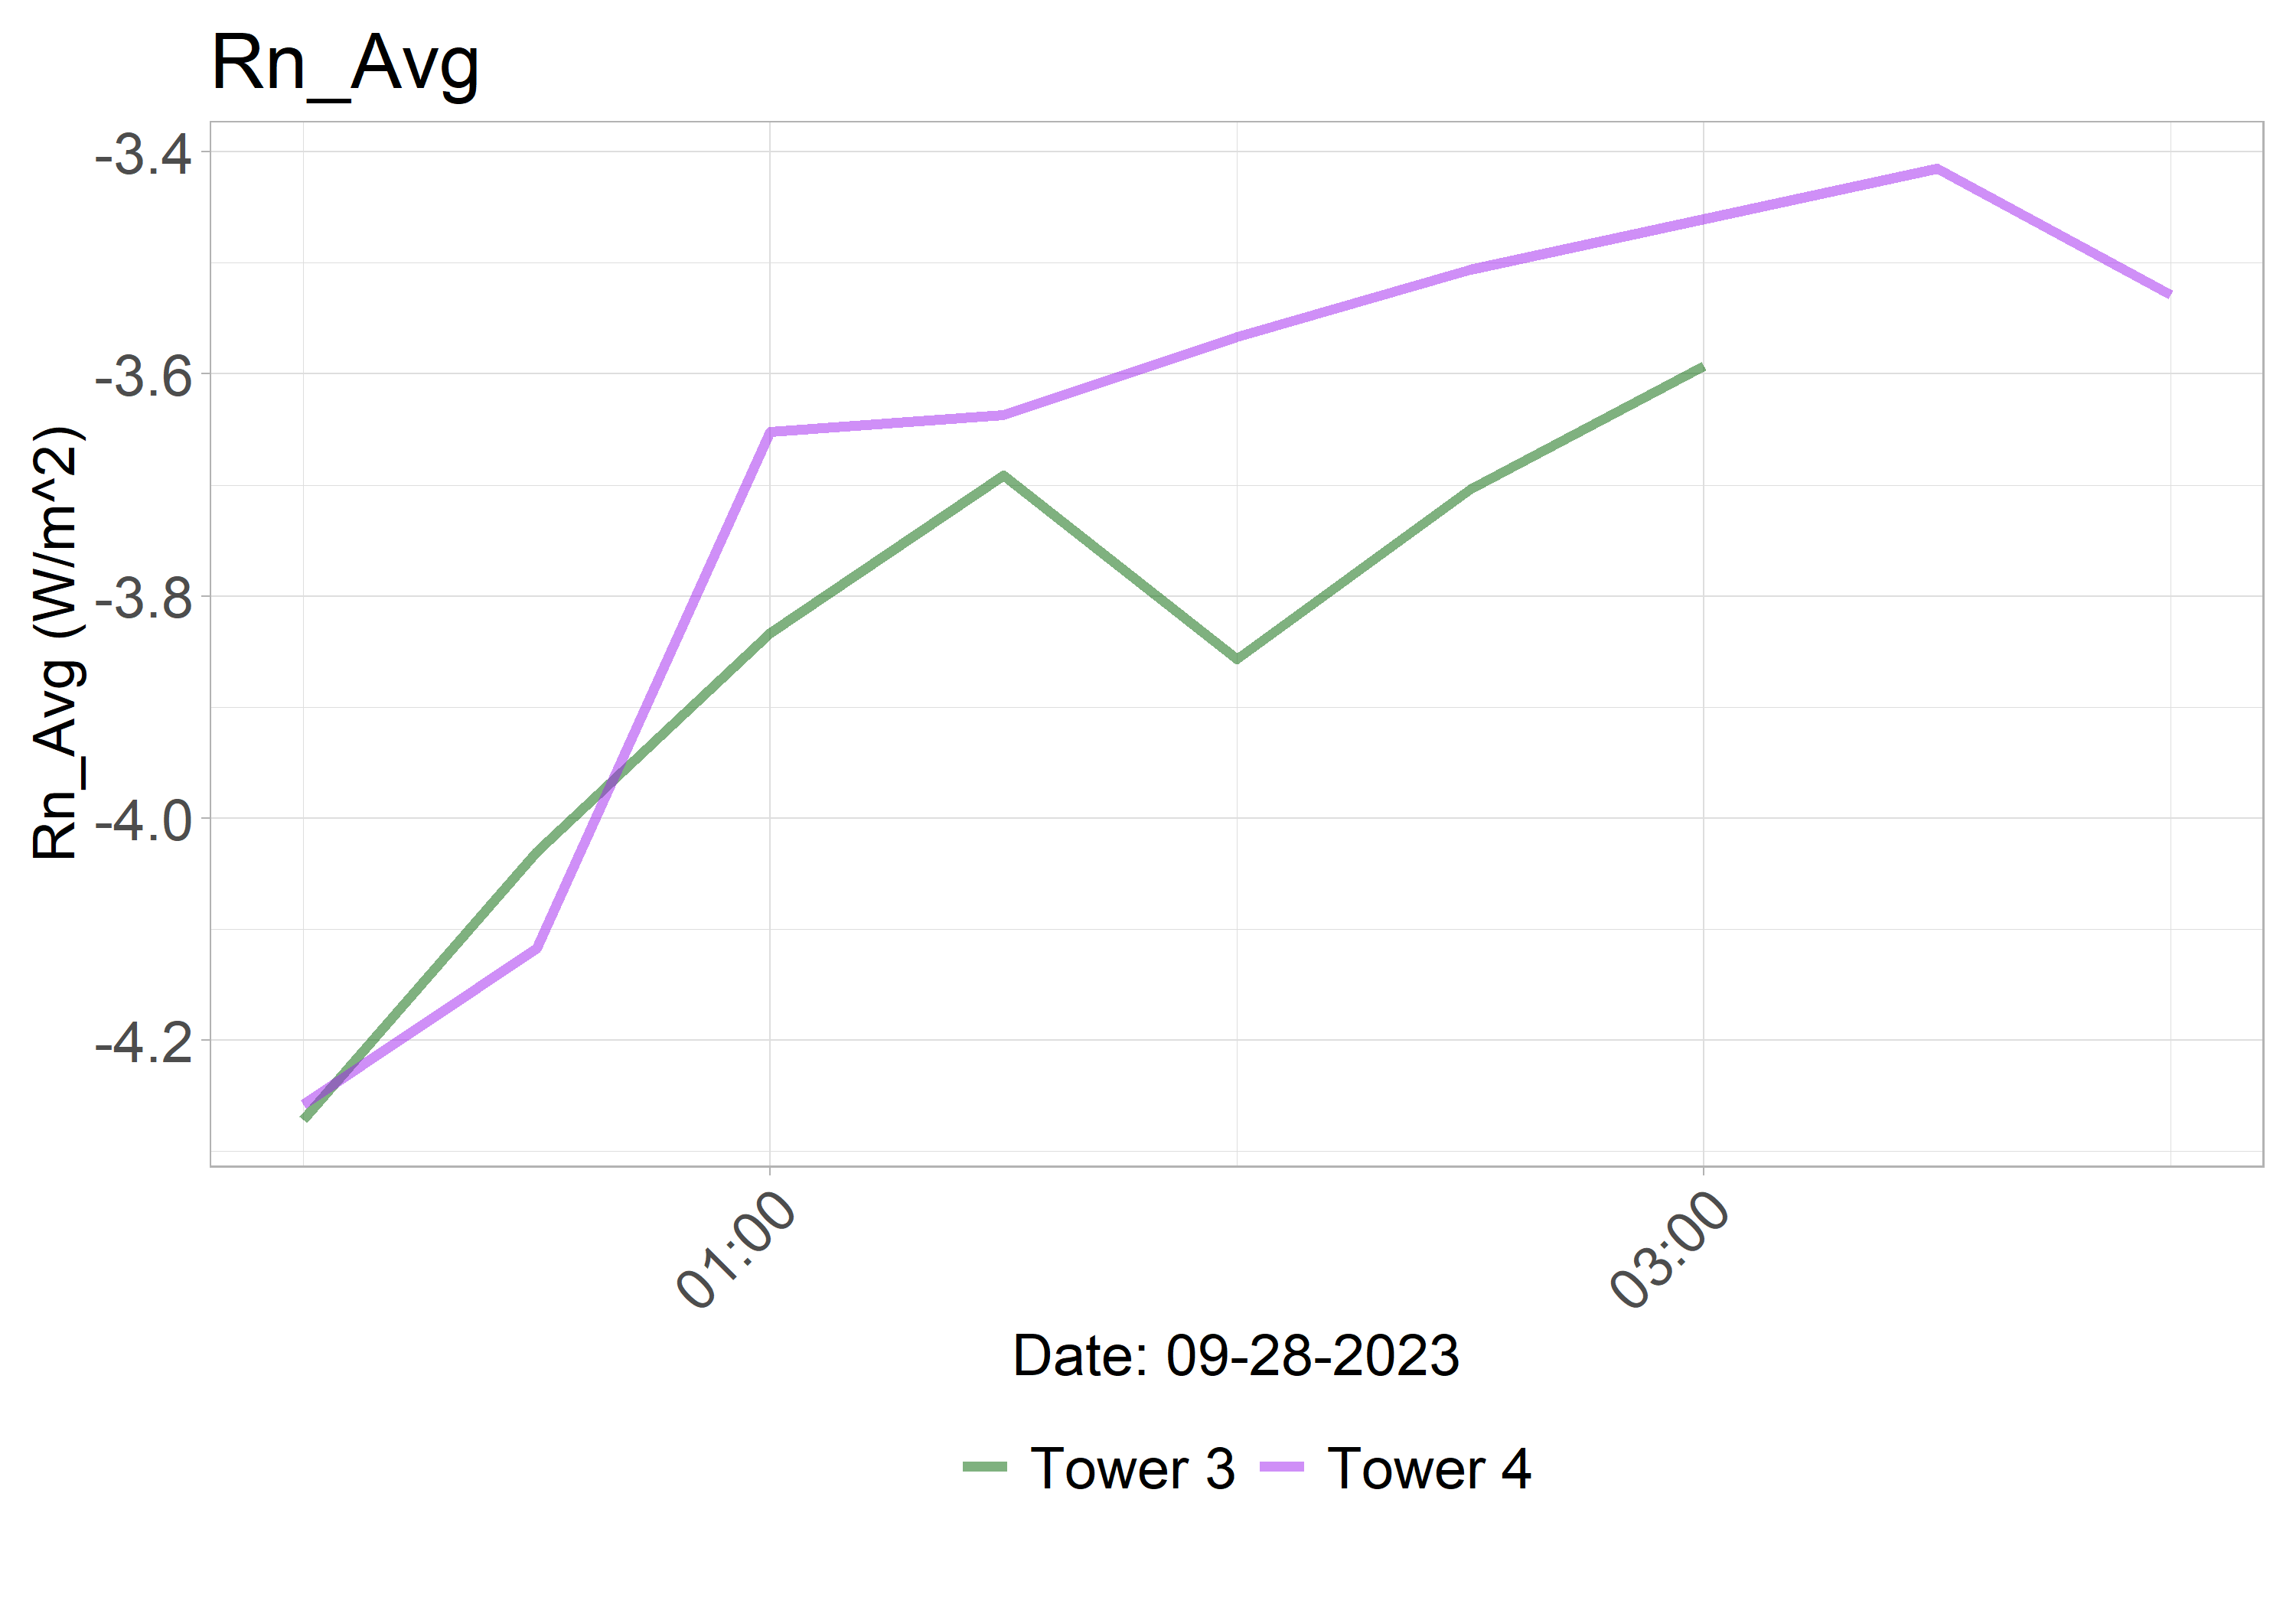 Rn_Avg
Rn_Avg (W/m^2)
-3.4
-3.6
-3.8
-4.0
-4.2
01:00
03:00
Date: 09-28-2023
Tower 3
Tower 4